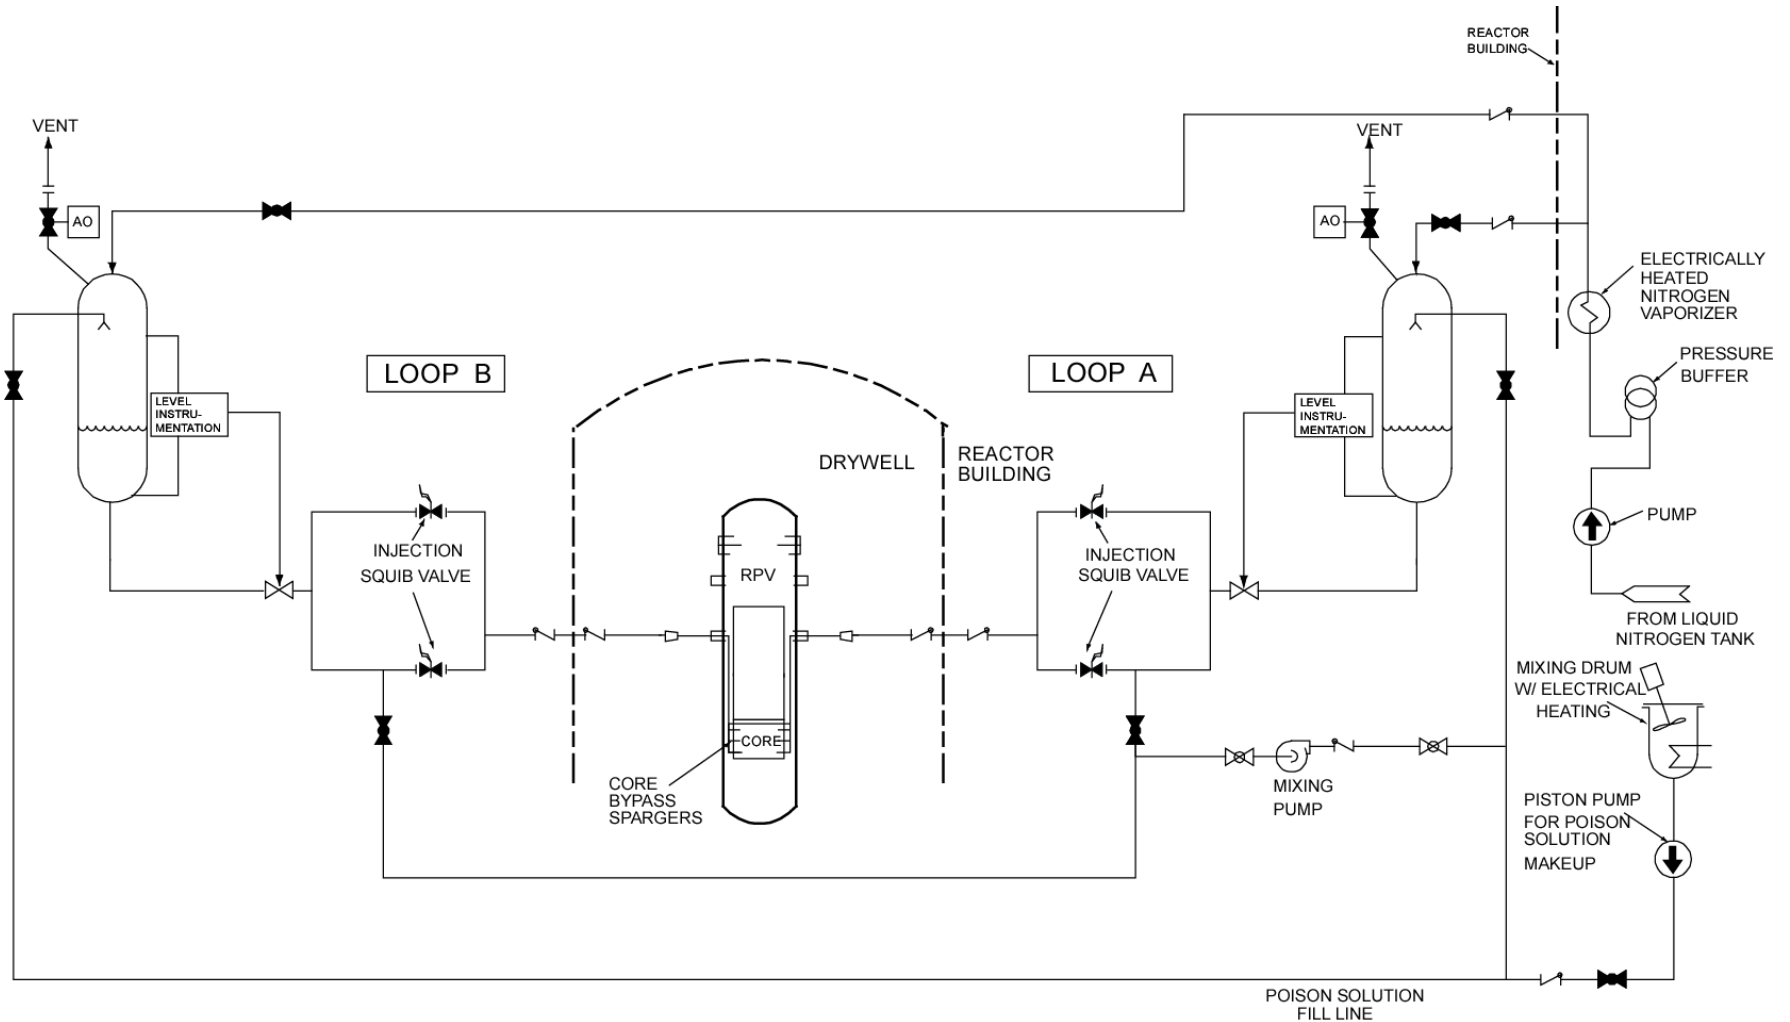 REACTOR
BUILDING
VENT
VENT
AO
AO
ELECTRICALLY
HEATED
NITROGEN
VAPORIZER
PRESSURE
BUFFER
LOOP B
LOOP A
LEVEL
INSTRU-
MENTATION
LEVEL
INSTRU-
MENTATION
DRYWELL
REACTOR
BUILDING
PUMP
INJECTION
SQUIB VALVE
RPV
INJECTION
SQUIB VALVE
FROM LIQUID
NITROGEN TANK
MIXING DRUM
W/ ELECTRICAL
HEATING
CORE
CORE
BYPASS
SPARGERS
MIXING
PUMP
PISTON PUMP
FOR POISON
SOLUTION
MAKEUP
POISON SOLUTION
FILL LINE